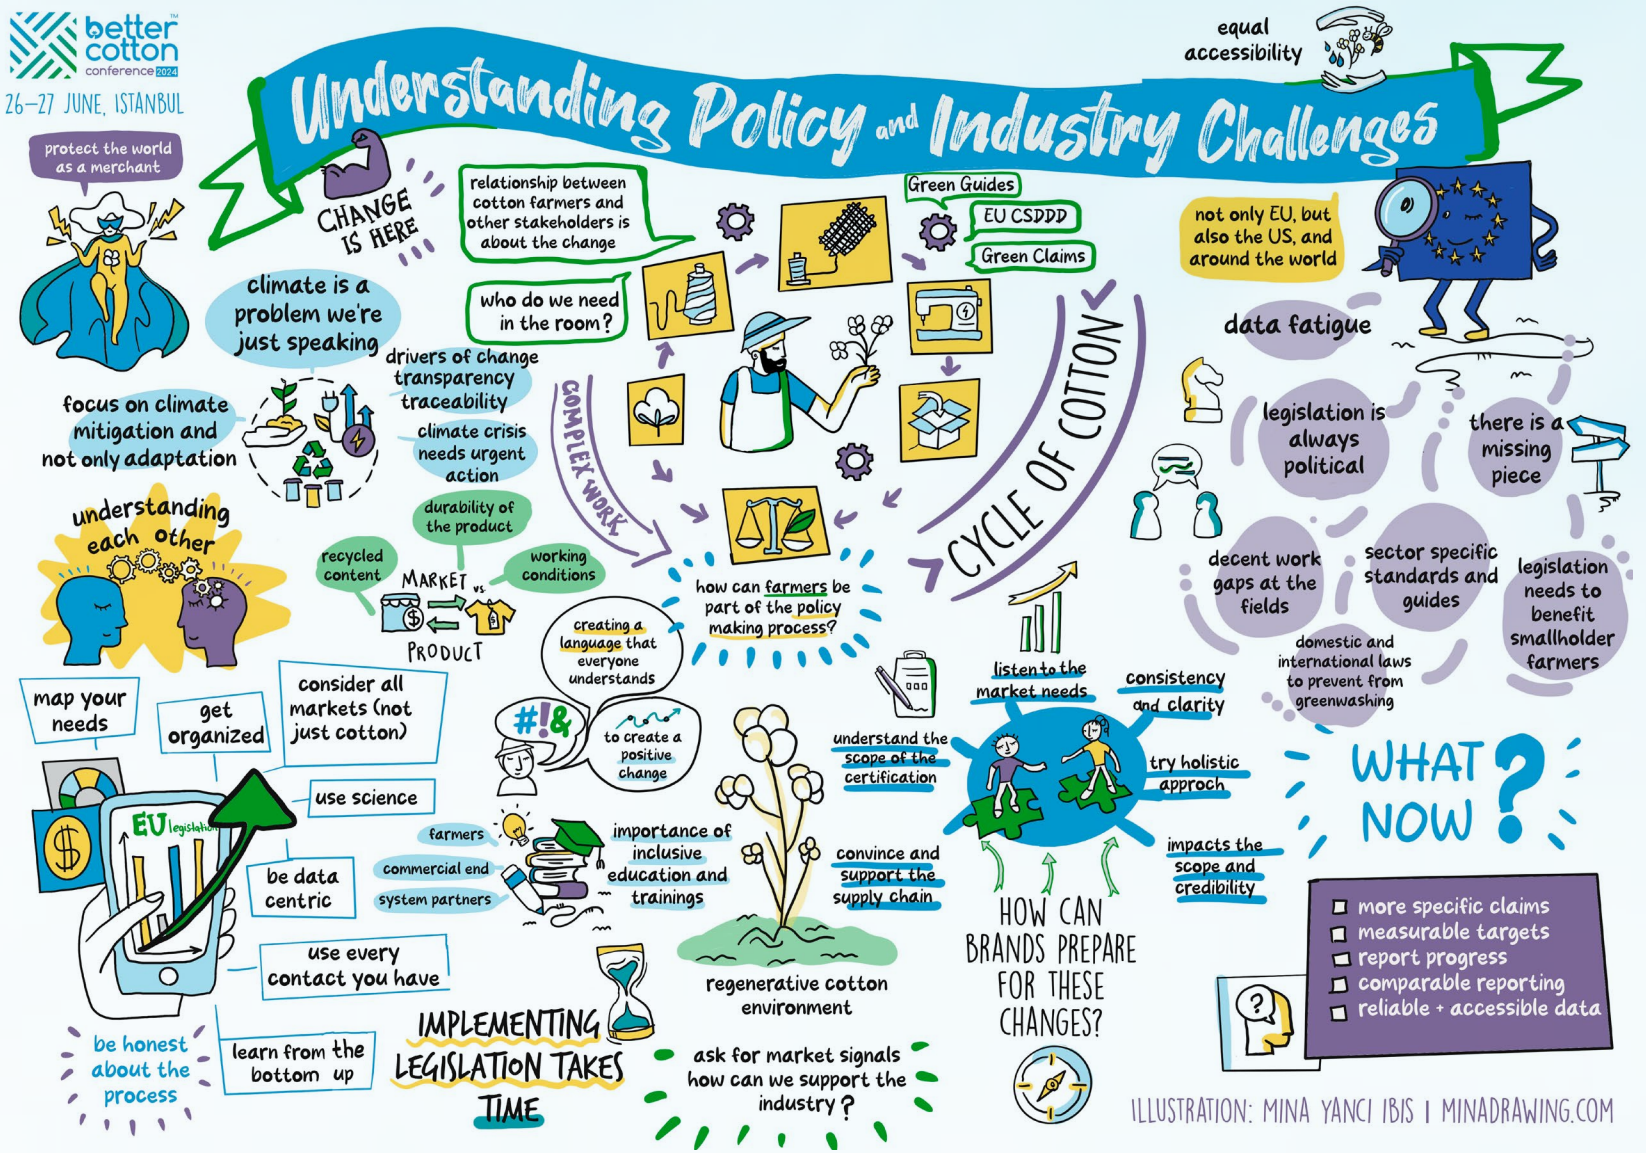 better
cotton
conference 2024
TM
26–27 JUNE, ISTANBUL
Understanding Policy and Industry Challenges
equal
accessibility
protect the world
as a merchant
CHANGE
IS HERE
relationship between
cotton farmers and
other stakeholders is
about the change
who do we need
in the room?
Green Guides
EU CSDDD
Green Claims
not only EU, but
also the US, and
around the world
climate is a
problem we're
just speaking
drivers of change
transparency
traceability
focus on climate
mitigation and
not only adaptation
climate crisis
needs urgent
action
COMPLEX WORK
CYCLE OF COTTON
data fatigue
legislation is
always
political
there is a
missing
piece
understanding
each other
durability of
the product
recycled
content
working
conditions
MARKET
vs.
PRODUCT
how can farmers be
part of the policy
making process?
decent work
gaps at the
fields
sector specific
standards and
guides
legislation
needs to
benefit
smallholder
farmers
domestic and
international laws
to prevent from
greenwashing
creating a
language that
everyone
understands
#!&
to create a
positive
change
map your
needs
get
organized
consider all
markets (not
just cotton)
use science
EU legislation
$
be data
centric
use every
contact you have
learn from the
bottom up
be honest
about the
process
farmers
commercial end
system partners
importance of
inclusive
education and
trainings
IMPLEMENTING
LEGISLATION TAKES
TIME
regenerative cotton
environment
ask for market signals
how can we support the
industry?
listen to the
market needs
consistency
and clarity
understand the
scope of the
certification
try holistic
approch
convince and
support the
supply chain
impacts the
scope and
credibility
HOW CAN
BRANDS PREPARE
FOR THESE
CHANGES?
WHAT
NOW?
more specific claims
measurable targets
report progress
comparable reporting
reliable + accessible data
?
ILLUSTRATION: MINA YANCI IBIS | MINADRAWING.COM